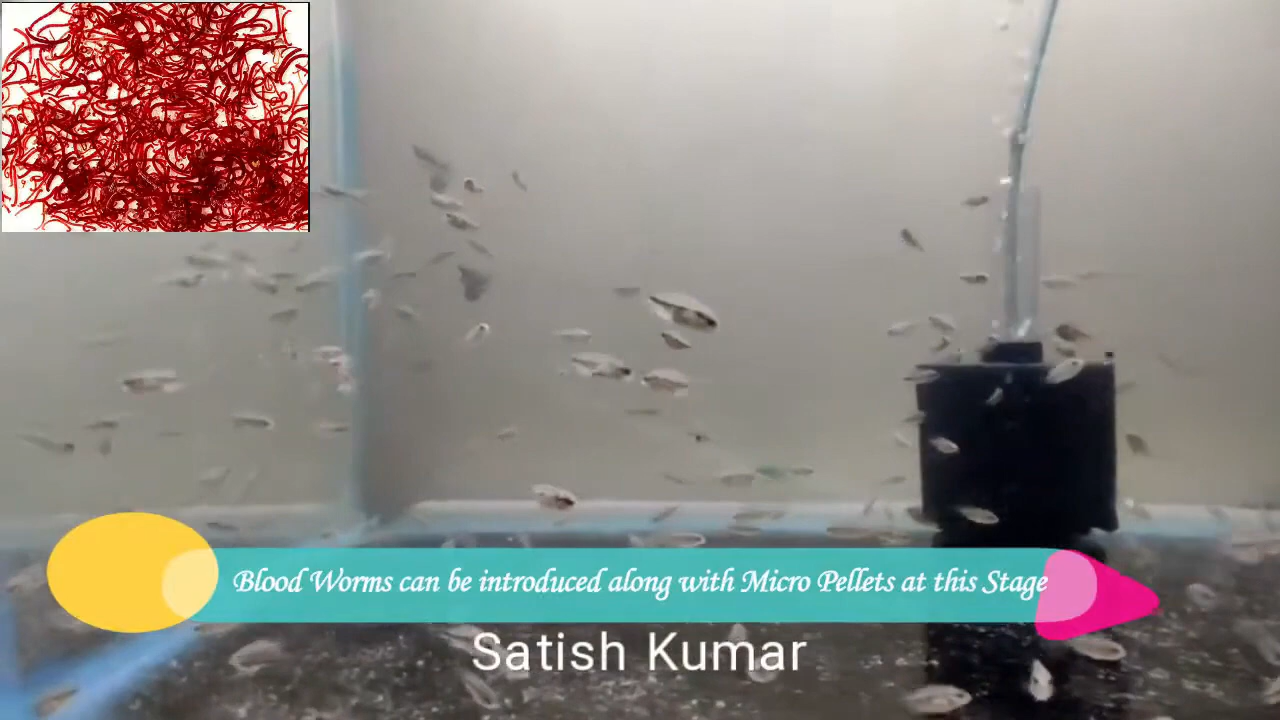 Blood Worms can be introduced along with Micro Pellets at this Stage
Satish Kumar